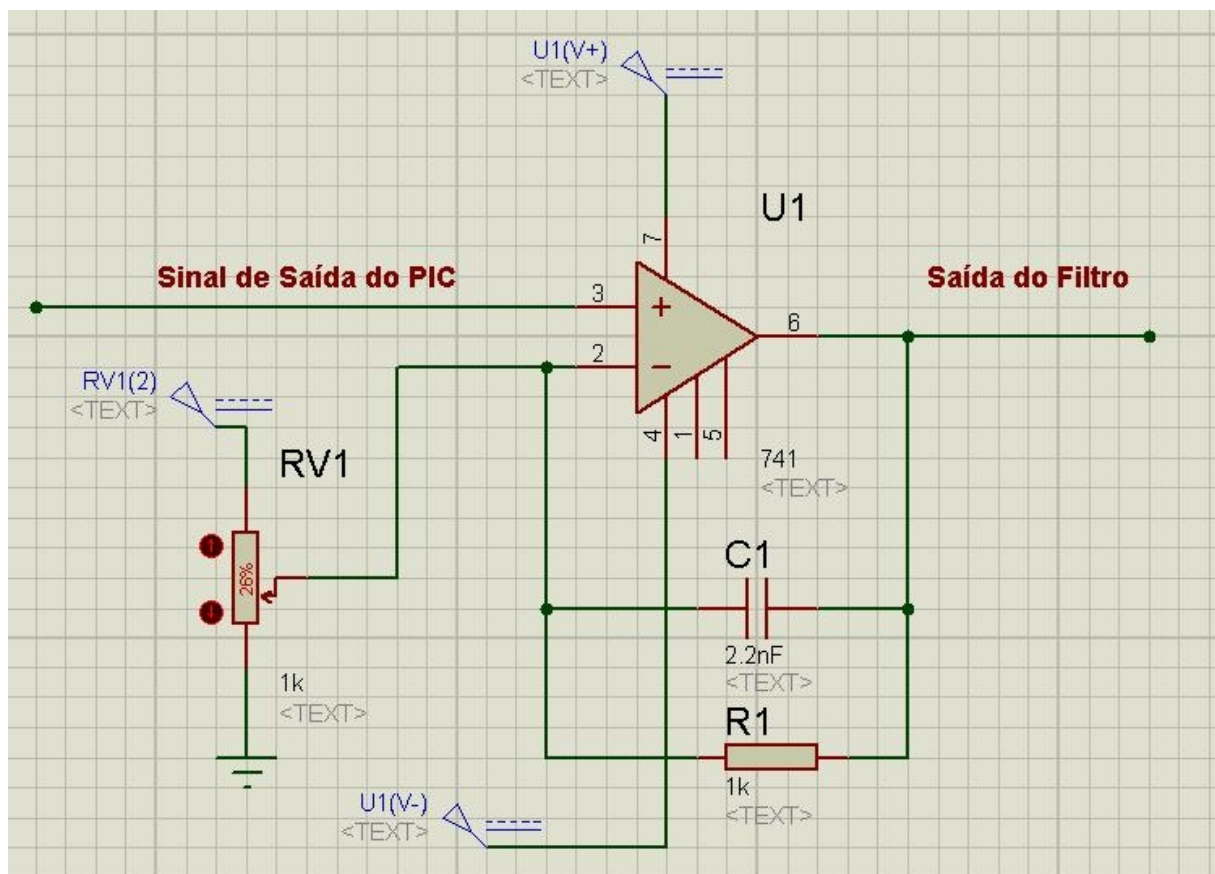 U1(V+)
<TEXT>
U1
7
Sinal de Saída do PIC
Saída do Filtro
3
+
6
2
−
RV1(2)
<TEXT>
4
1
5
RV1
741
<TEXT>
26%
C1
2.2nF
<TEXT>
1k
<TEXT>
R1
1k
<TEXT>
U1(V-)
<TEXT>